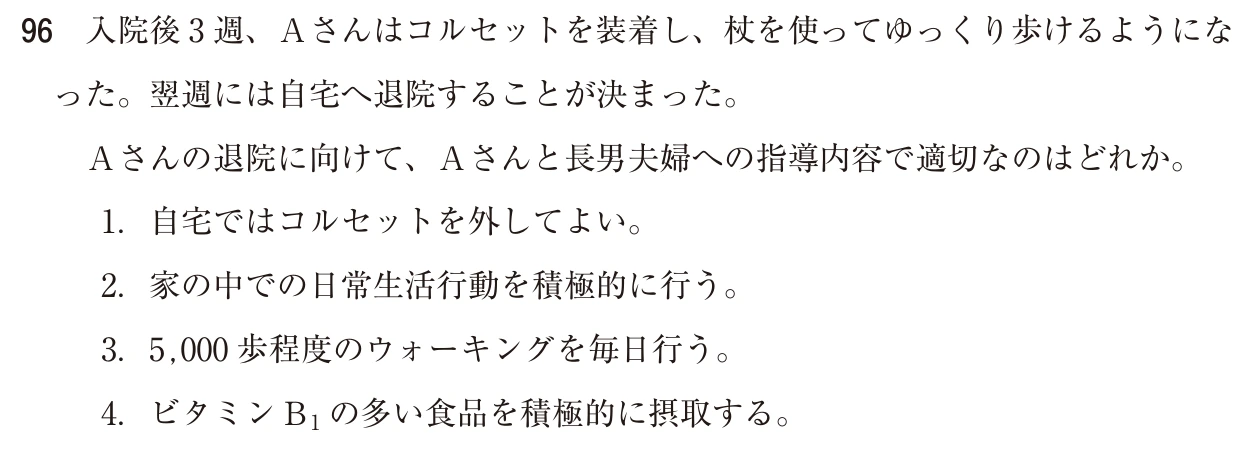 96 入院後3週、Aさんはコルセットを装着し、杖を使ってゆっくり歩けるようにな
った。翌週には自宅へ退院することが決まった。
Aさんの退院に向けて、Aさんと長男夫婦への指導内容で適切なのはどれか。
1. 自宅ではコルセットを外してよい。
2. 家の中での日常生活行動を積極的に行う。
3. 5,000歩程度のウォーキングを毎日行う。
4. ビタミンB₁の多い食品を積極的に摂取する。